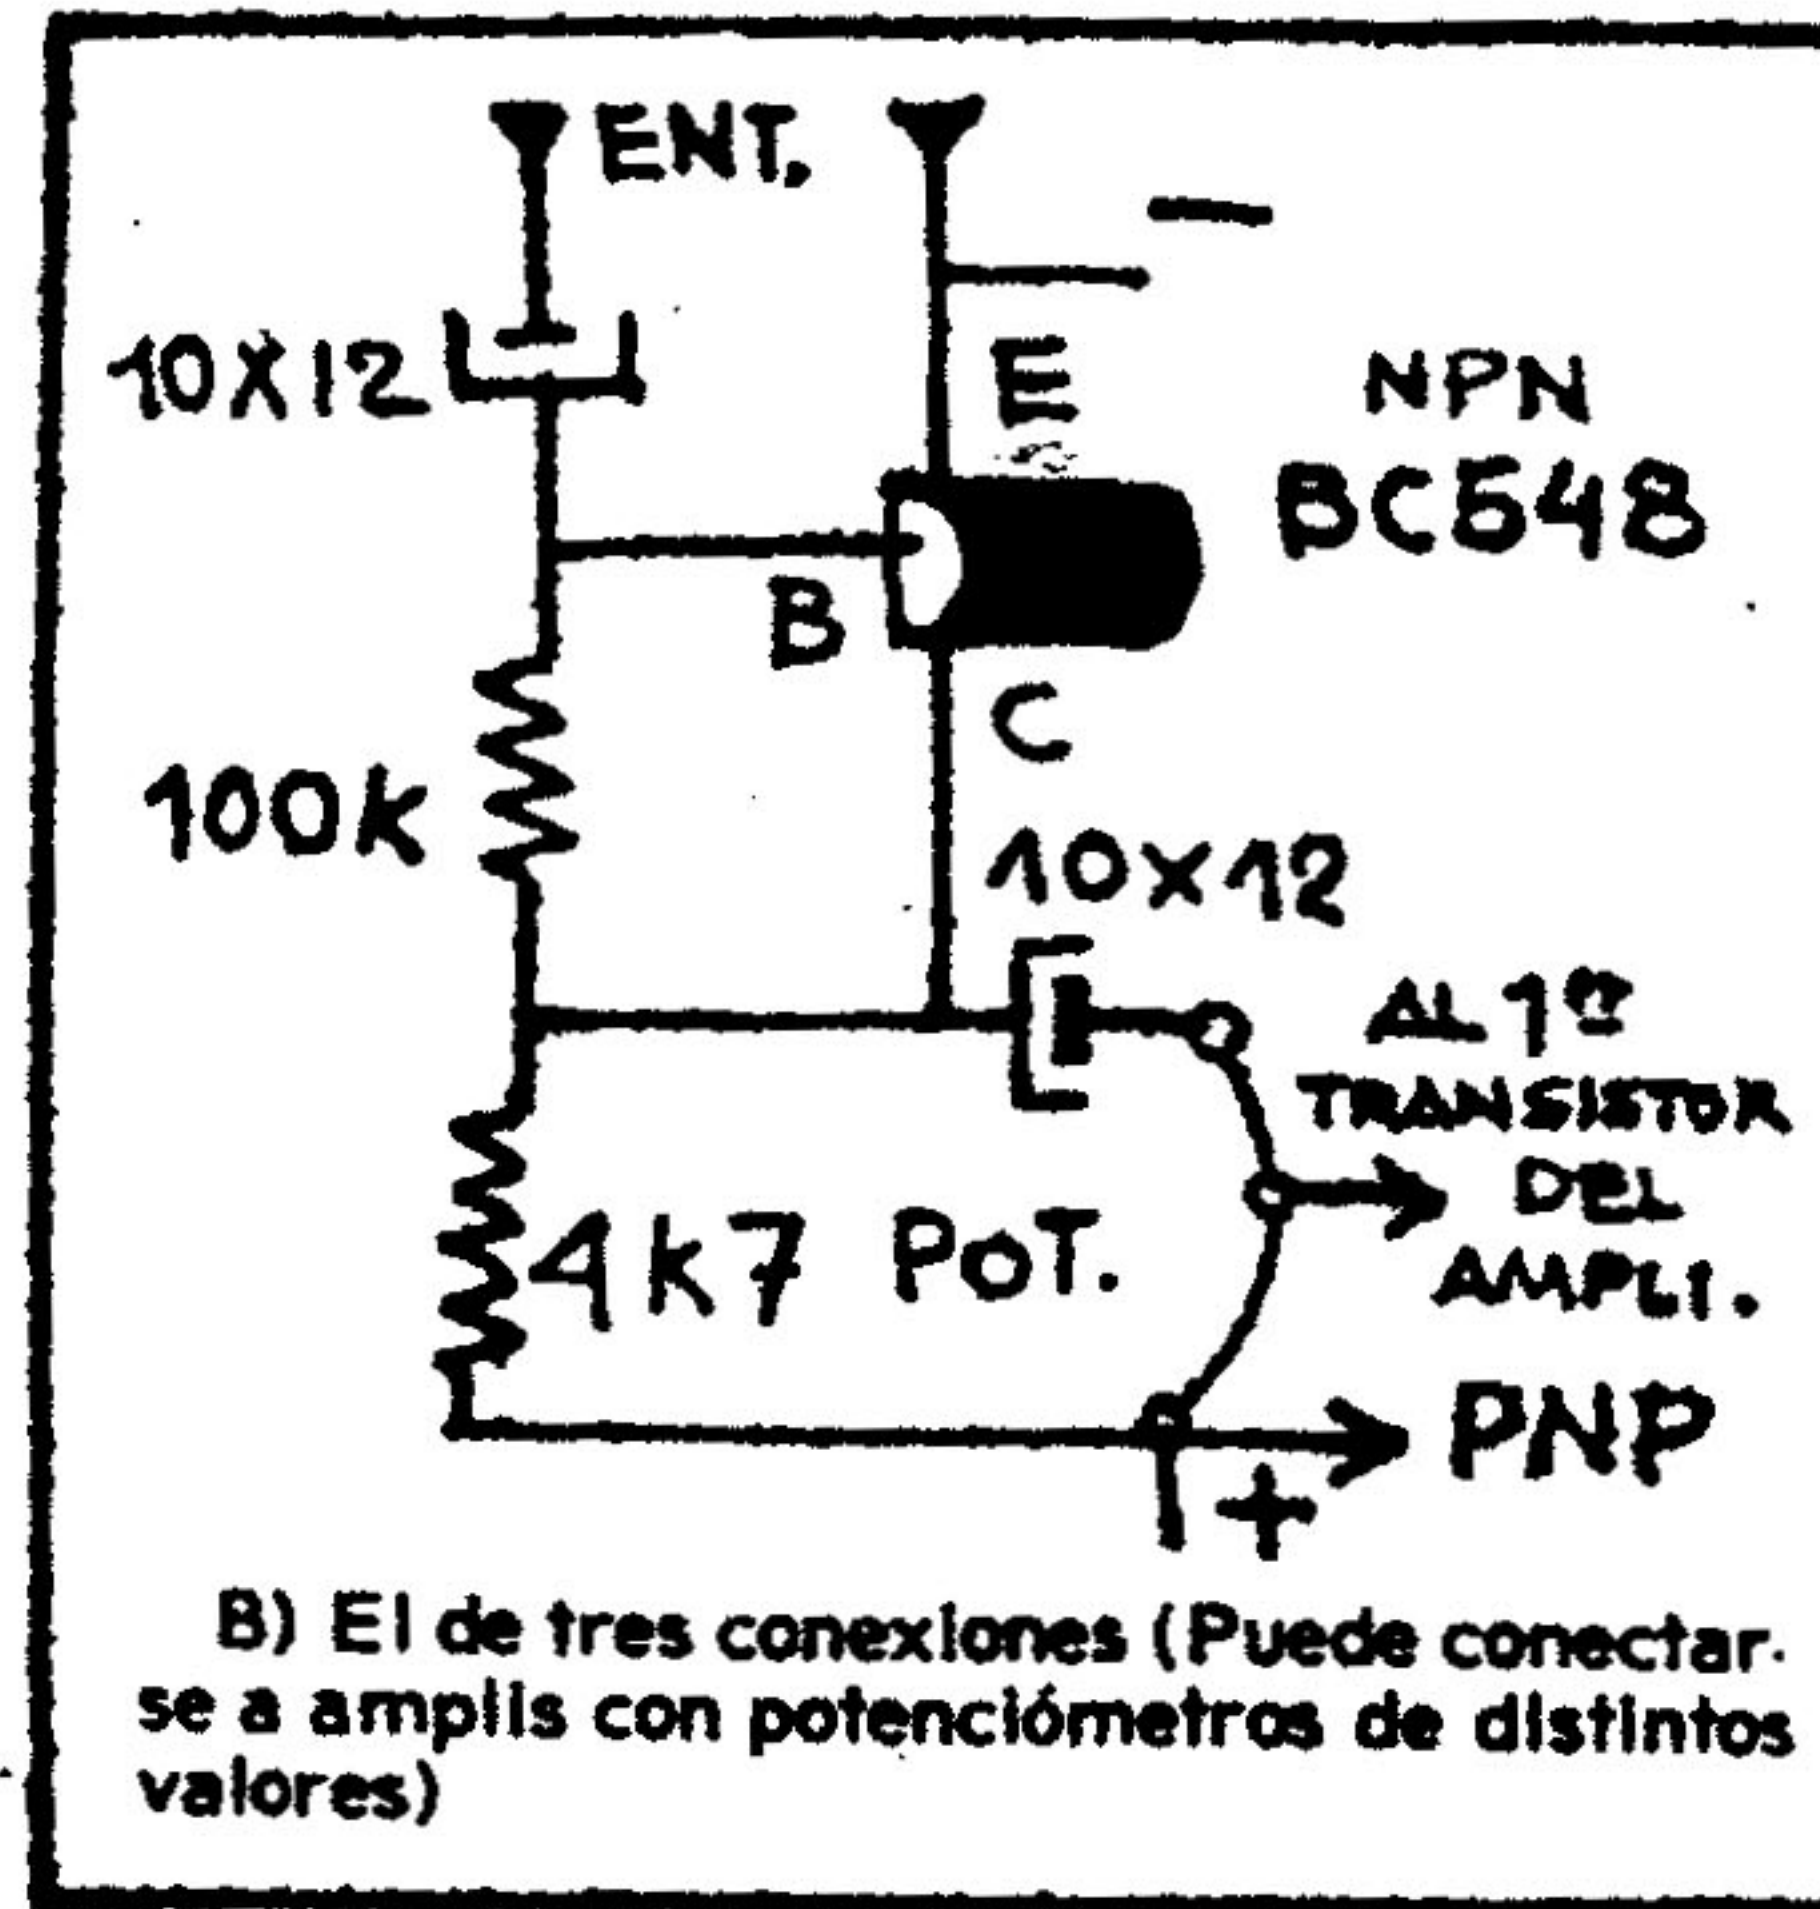 ENT.
−
10X12
E
NPN
BC548
B
C
100K
10x12
AL 1º
TRANSISTOR
DEL
AMPLI.
4K7 POT.
PNP
+
B) El de tres conexiones (Puede conectar-
se a amplis con potenciómetros de distintos
valores)